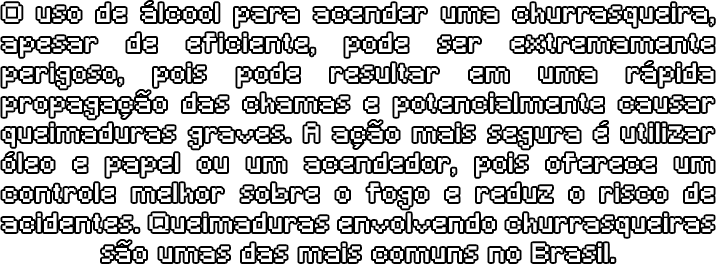 O uso de álcool para acender uma churrasqueira,
apesar de eficiente, pode ser extremamente
perigoso, pois pode resultar em uma rápida
propagação das chamas e potencialmente causar
queimaduras graves. A ação mais segura é utilizar
óleo e papel ou um acendedor, pois oferece um
controle melhor sobre o fogo e reduz o risco de
acidentes. Queimaduras envolvendo churrasqueiras
são umas das mais comuns no Brasil.